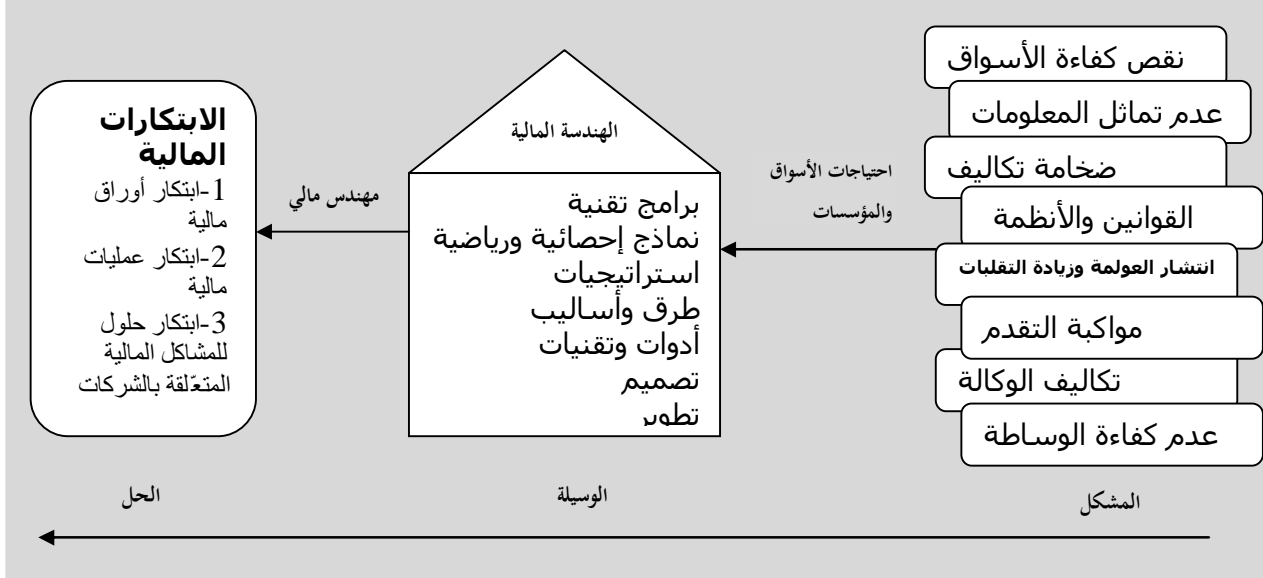 نقص كفاءة الأسواق
عدم تماثل المعلومات
ضخامة تكاليف
القوانين والأنظمة
انتشار العولمة وزيادة التقلبات
مواكبة التقدم
تكاليف الوكالة
عدم كفاءة الوساطة
المشكل
احتياجات الأسواق
والمؤسسات
الهندسة المالية
برامج تقنية
نماذج إحصائية ورياضية
استراتيجيات
طرق وأساليب
أدوات وتقنيات
تصميم
تطوير
الوسيلة
مهندس مالي
الابتكارات
المالية
1-ابتكار أوراق
مالية
2-ابتكار عمليات
مالية
3-ابتكار حلول
للمشاكل المالية
المتعّلقة بالشركات
الحل